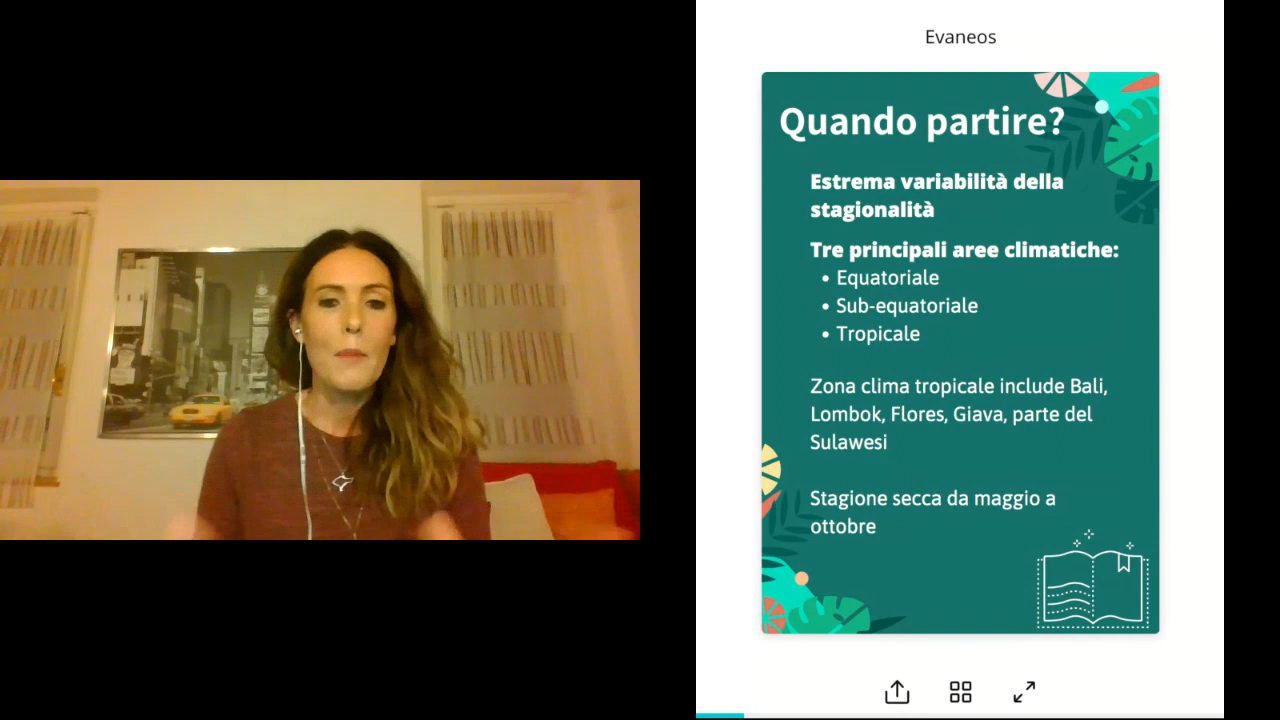 Evaneos
Quando partire?
Estrema variabilità della
stagionalità
Tre principali aree climatiche:
• Equatoriale
• Sub-equatoriale
• Tropicale
Zona clima tropicale include Bali,
Lombok, Flores, Giava, parte del
Sulawesi
Stagione secca da maggio a
ottobre